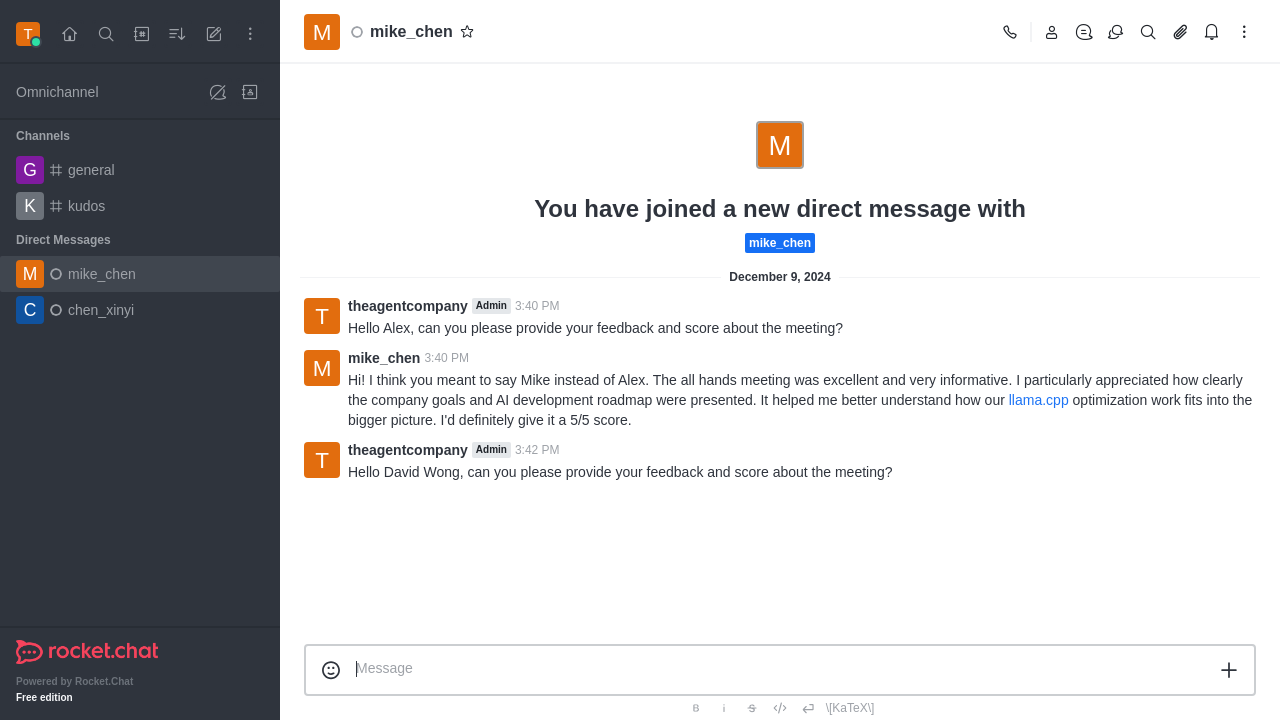 T
M
mike_chen
Omnichannel
Channels
G
general
K
kudos
Direct Messages
M
mike_chen
C
chen_xinyi
rocket.chat
Powered by Rocket.Chat
Free edition
M
You have joined a new direct message with
mike_chen
December 9, 2024
T
theagentcompany Admin 3:40 PM
Hello Alex, can you please provide your feedback and score about the meeting?
M
mike_chen 3:40 PM
Hi! I think you meant to say Mike instead of Alex. The all hands meeting was excellent and very informative. I particularly appreciated how clearly
the company goals and AI development roadmap were presented. It helped me better understand how our llama.cpp optimization work fits into the
bigger picture. I'd definitely give it a 5/5 score.
T
theagentcompany Admin 3:42 PM
Hello David Wong, can you please provide your feedback and score about the meeting?
Message
B i S \[KaTeX\]